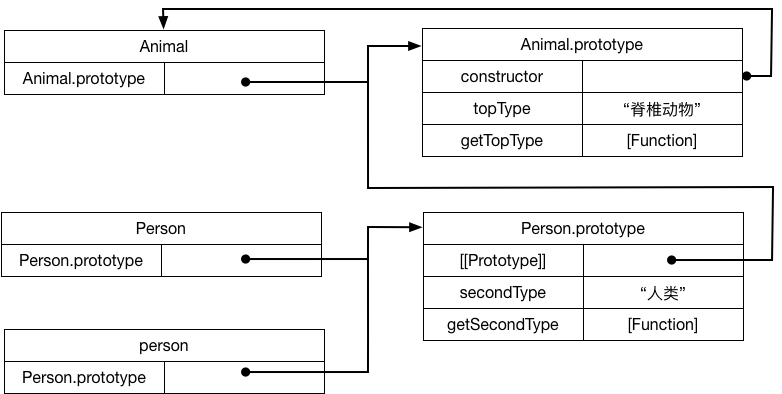 Animal
Animal.prototype
Animal.prototype
constructor
topType “脊椎动物”
getTopType [Function]
Person
Person.prototype
Person.prototype
[[Prototype]]
secondType “人类”
getSecondType [Function]
person
Person.prototype